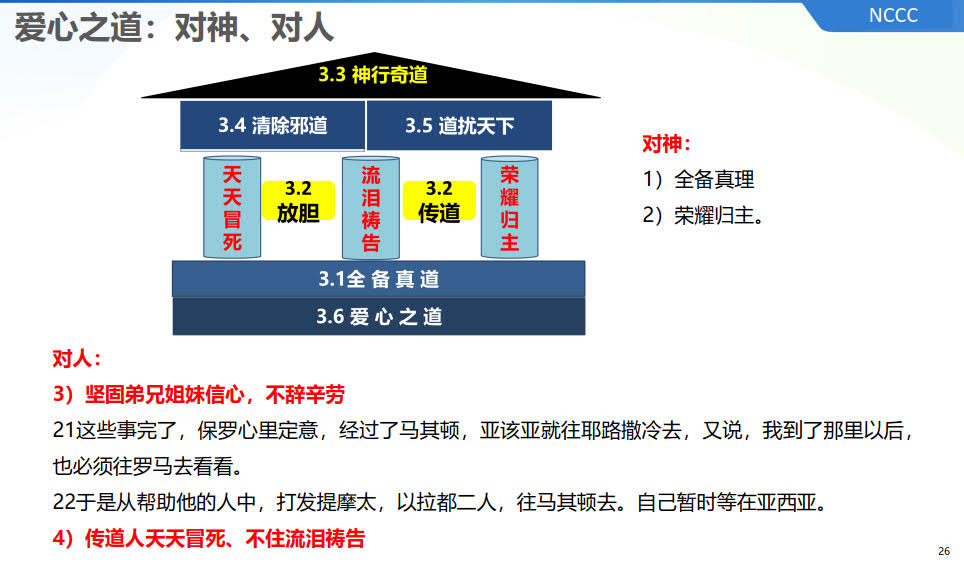 爱心之道：对神、对人
NCCC
3.3 神行奇道
3.4 清除邪道
3.5 道扰天下
天天冒死
3.2
放胆
流泪祷告
3.2
传道
荣耀归主
3.1全备真道
3.6 爱心之道
对神：
1）全备真理
2）荣耀归主。
对人：
3）坚固弟兄姐妹信心，不辞辛劳
21这些事完了，保罗心里定意，经过了马其顿，亚该亚就往耶路撒冷去，又说，我到了那里以后，
也必须往罗马去看看。
22于是从帮助他的人中，打发提摩太，以拉都二人，往马其顿去。自己暂时等在亚西亚。
4）传道人天天冒死、不住流泪祷告
26